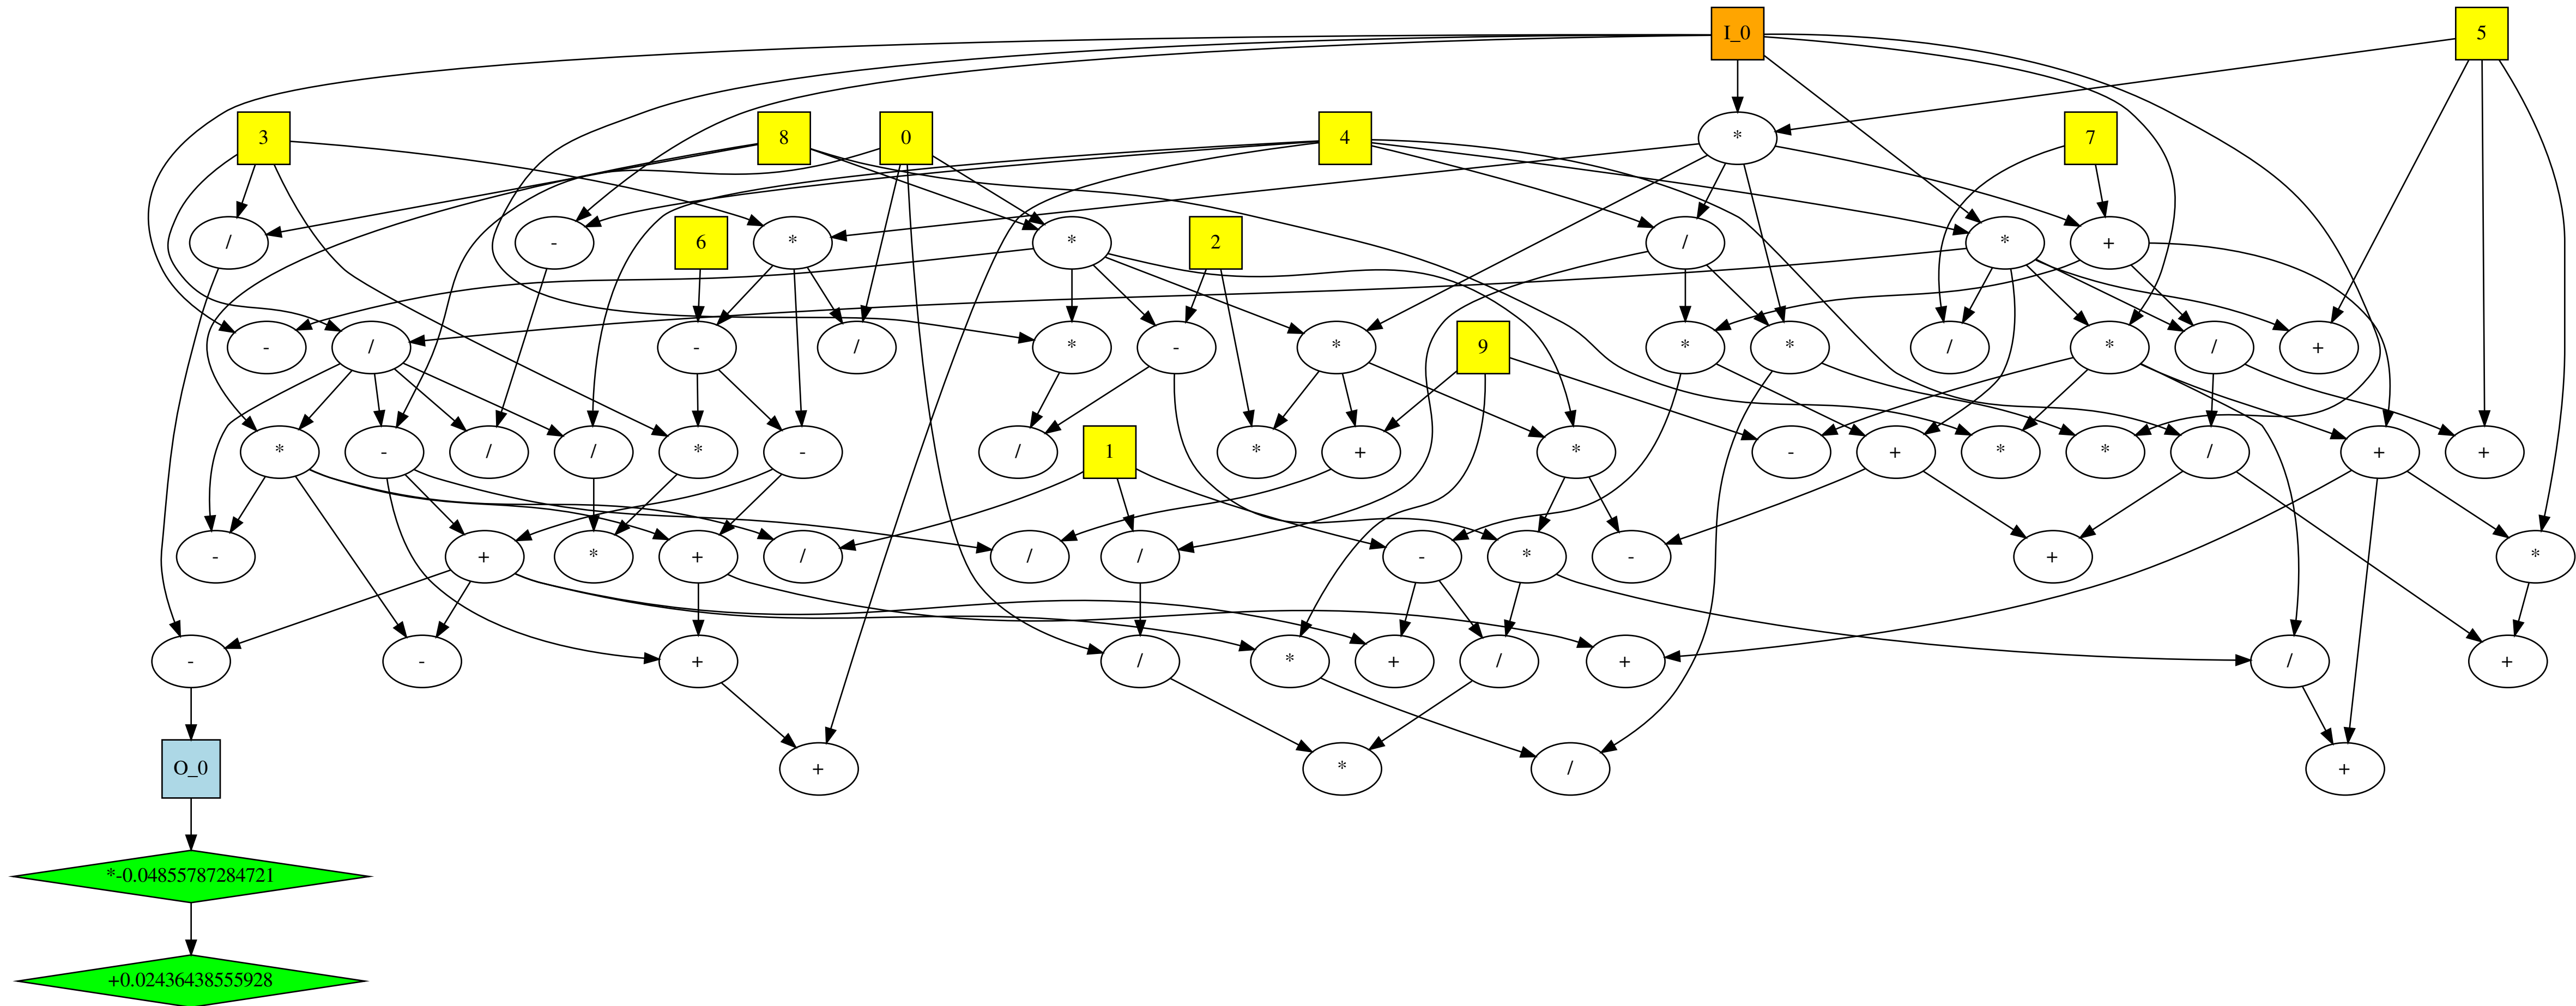 I_0 5
3 8 0 4 * 7
/ - 6 * * 2 / * +
- / - / * - * 9 * * / * / +
* - / / * - / * + 1 * - + * * / + +
- + * + / / / - * - + *
- - + / * + / + / +
O_0 + * / +
*-0.04855787284721
+0.02436438555928